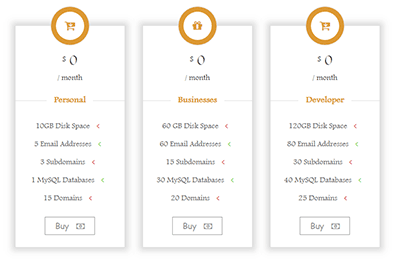 $ 0
/ month
Personal
10GB Disk Space
5 Email Addresses
3 Subdomains
1 MySQL Databases
15 Domains
Buy
$ 0
/ month
Businesses
60 GB Disk Space
60 Email Addresses
15 Subdomains
30 MySQL Databases
20 Domains
Buy
$ 0
/ month
Developer
120GB Disk Space
80 Email Addresses
30 Subdomains
40 MySQL Databases
25 Domains
Buy